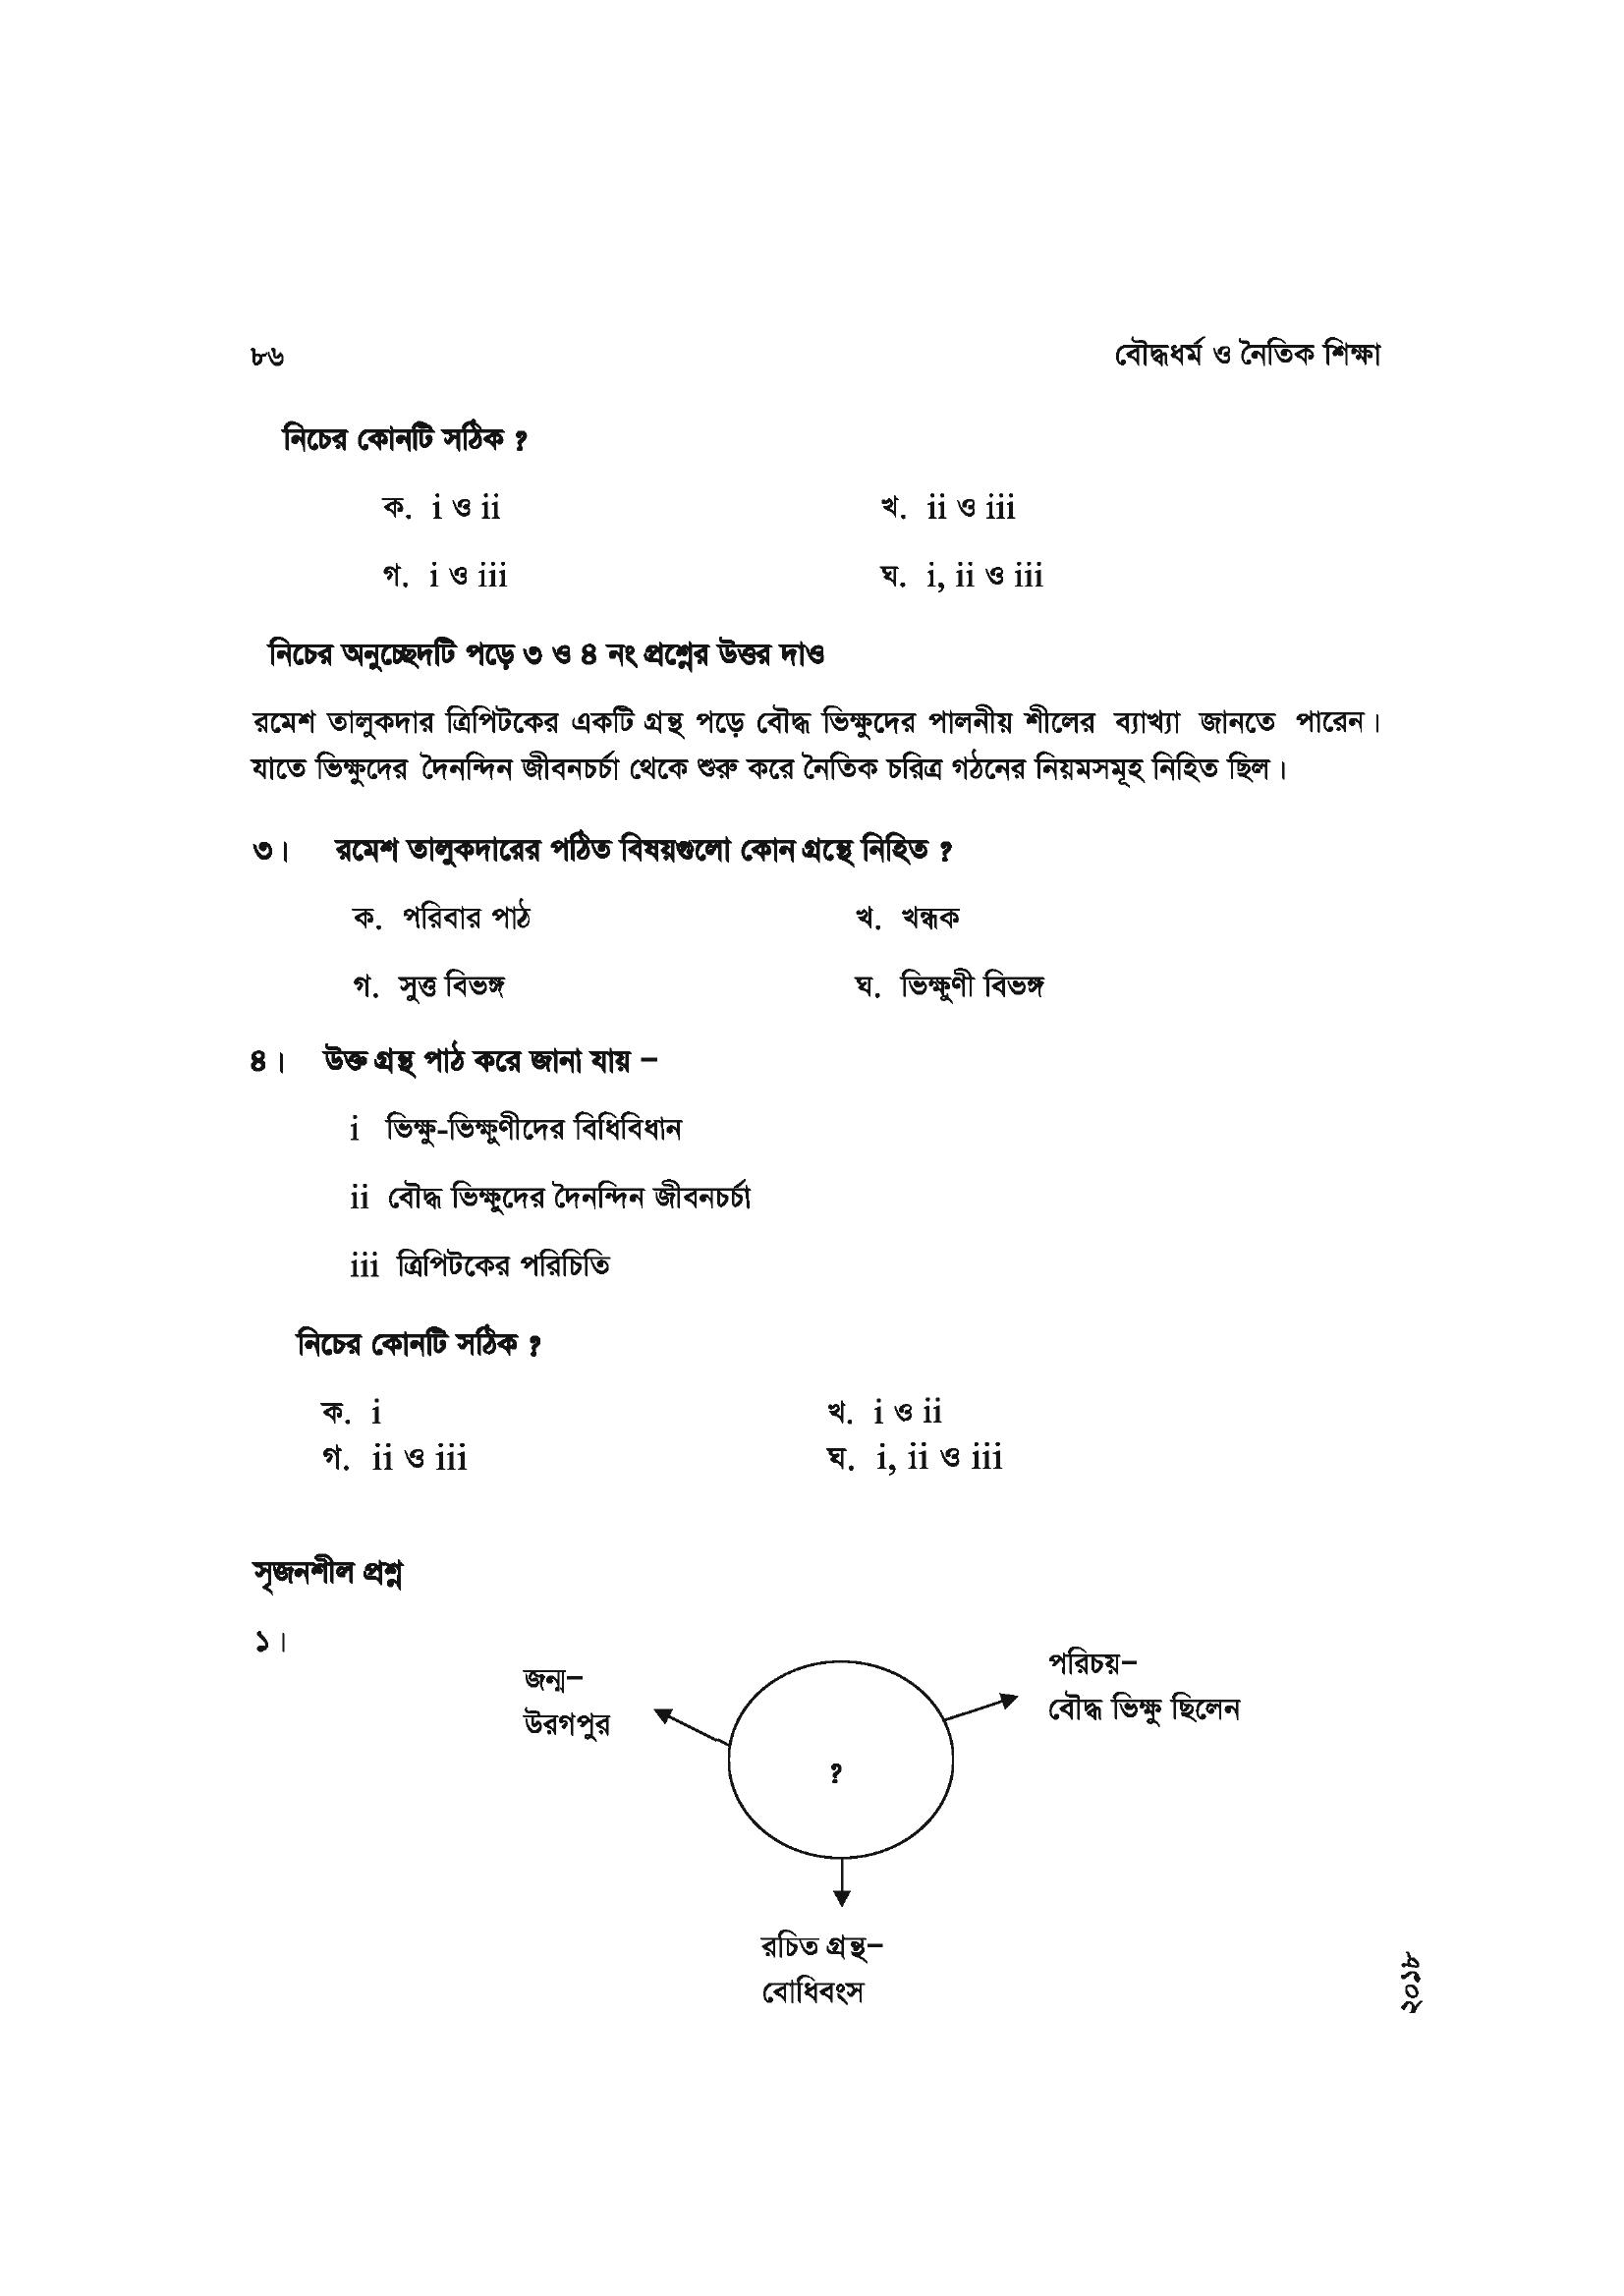 ৮৬ বৌদ্ধধর্ম ও নৈতিক শিক্ষা
নিচের কোনটি সঠিক ?
ক. i ও ii খ. ii ও iii
গ. i ও iii ঘ. i, ii ও iii
নিচের অনুচ্ছেদটি পড়ে ৩ ও ৪ নং প্রশ্নের উত্তর দাও
রমেশ তালুকদার ত্রিপিটকের একটি গ্রন্থ পড়ে বৌদ্ধ ভিক্ষুদের পালনীয় শীলের ব্যাখ্যা জানতে পারেন।
যাতে ভিক্ষুদের দৈনন্দিন জীবনচর্চা থেকে শুরু করে নৈতিক চরিত্র গঠনের নিয়মসমূহ নিহিত ছিল।
৩। রমেশ তালুকদারের পঠিত বিষয়গুলো কোন গ্রন্থে নিহিত ?
ক. পরিবার পাঠ খ. খন্ধক
গ. সুত্ত বিভঙ্গ ঘ. ভিক্ষুণী বিভঙ্গ
৪। উক্ত গ্রন্থ পাঠ করে জানা যায় –
i ভিক্ষু-ভিক্ষুণীদের বিধিবিধান
ii বৌদ্ধ ভিক্ষুদের দৈনন্দিন জীবনচর্চা
iii ত্রিপিটকের পরিচিতি
নিচের কোনটি সঠিক ?
ক. i খ. i ও ii
গ. ii ও iii ঘ. i, ii ও iii
সৃজনশীল প্রশ্ন
১।
জন্ম–
উরগপুর
পরিচয়–
বৌদ্ধ ভিক্ষু ছিলেন
?
রচিত গ্রন্থ–
বোধিবংস
২০১৮